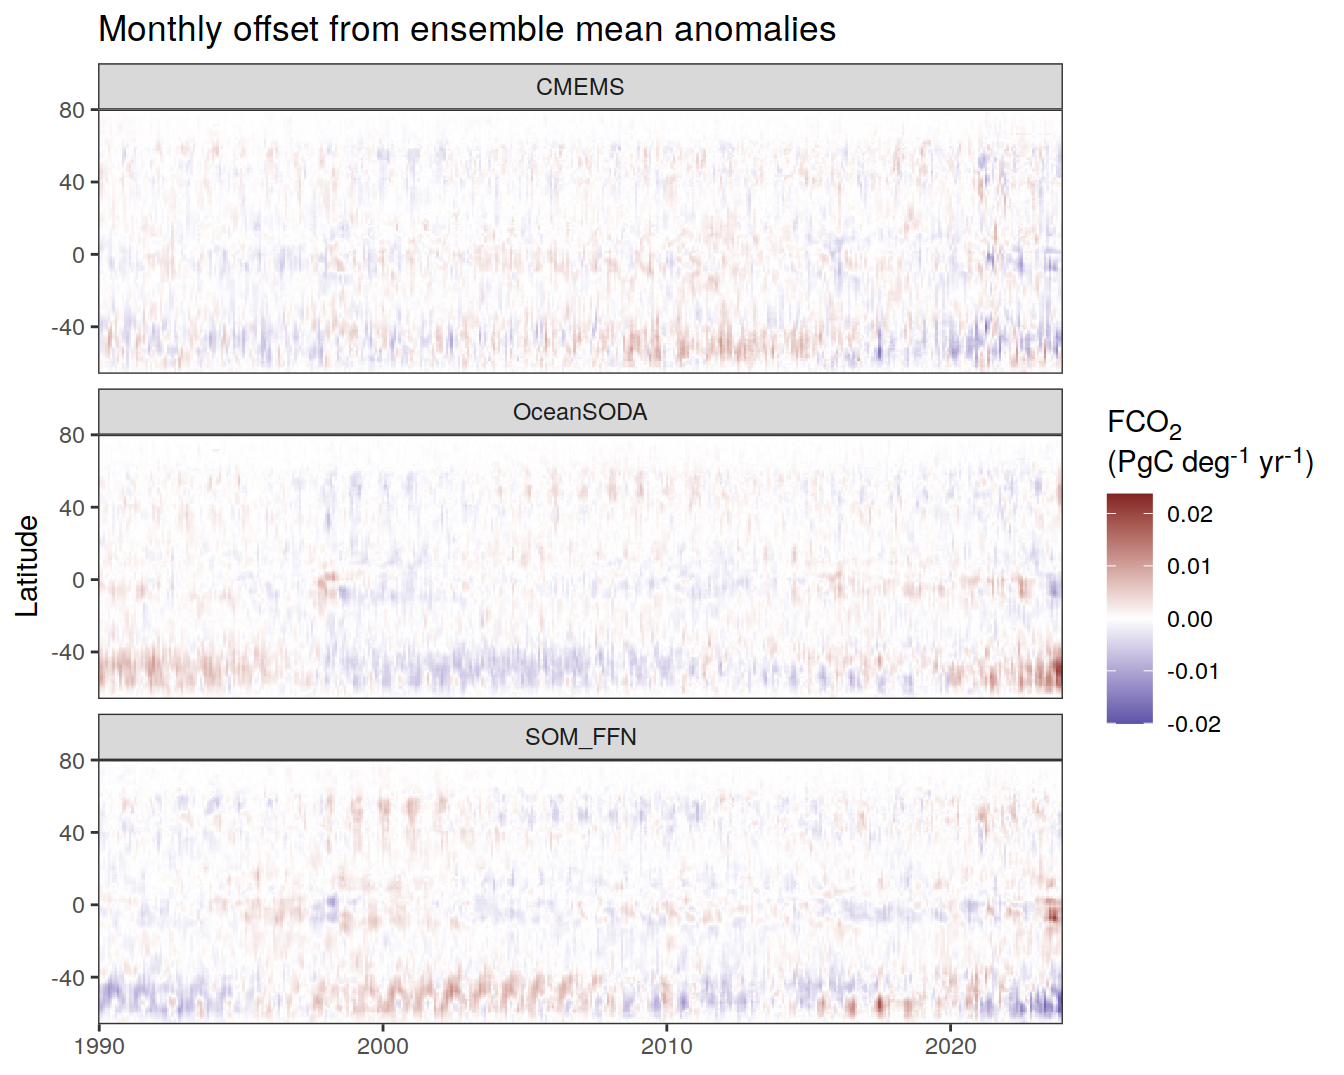 Monthly offset from ensemble mean anomalies
CMEMS
80
40
0
-40
OceanSODA
80
40
0
-40
SOM_FFN
80
40
0
-40
1990 2000 2010 2020
Latitude
FCO₂
(PgC deg⁻¹ yr⁻¹)
0.02
0.01
0.00
-0.01
-0.02